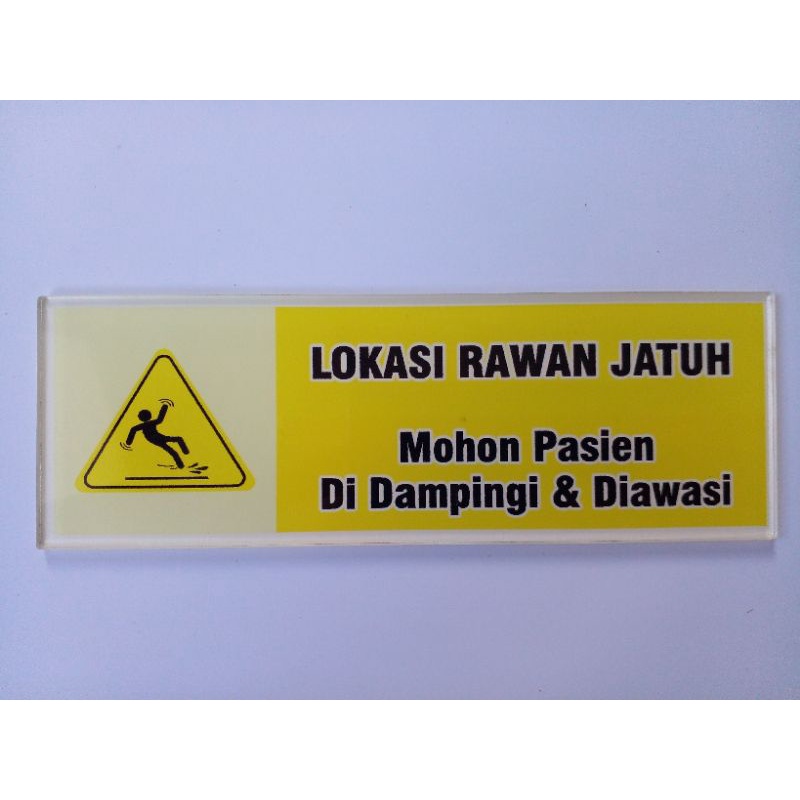 LOKASI RAWAN JATUH
Mohon Pasien
Di Dampingi & Diawasi